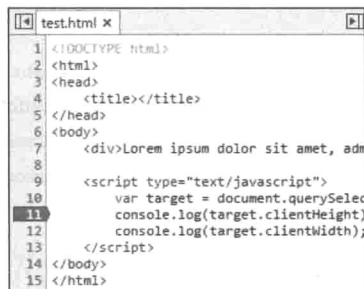 test.html ×
1 <!DOCTYPE html>
2 <html>
3 <head>
4 <title></title>
5 </head>
6 <body>
7 <div>Lorem ipsum dolor sit amet, adm
8
9 <script type="text/javascript">
10 var target = document.querySelec
11 console.log(target.clientHeight)
12 console.log(target.clientWidth);
13 </script>
14 </body>
15 </html>